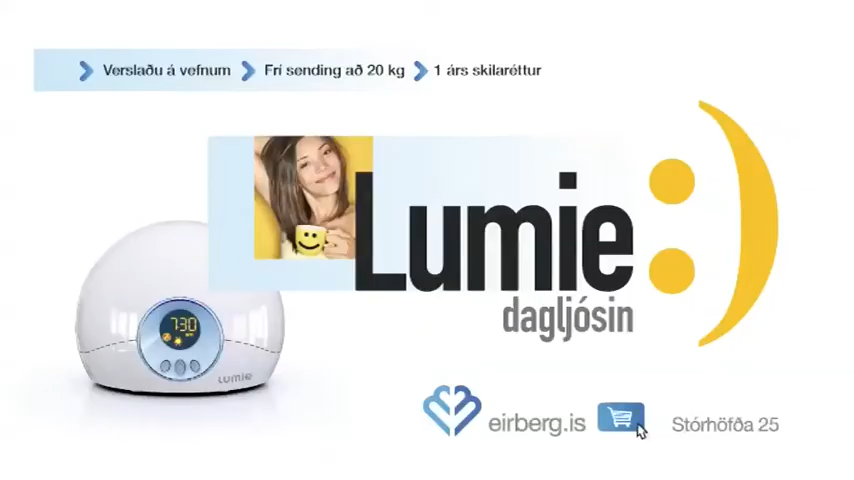 Verslaðu á vefnum Frí sending að 20 kg 1 árs skilaréttur
Lumie :)
dagljósin
7:30
Lumie
eirberg.is Stórhöfða 25